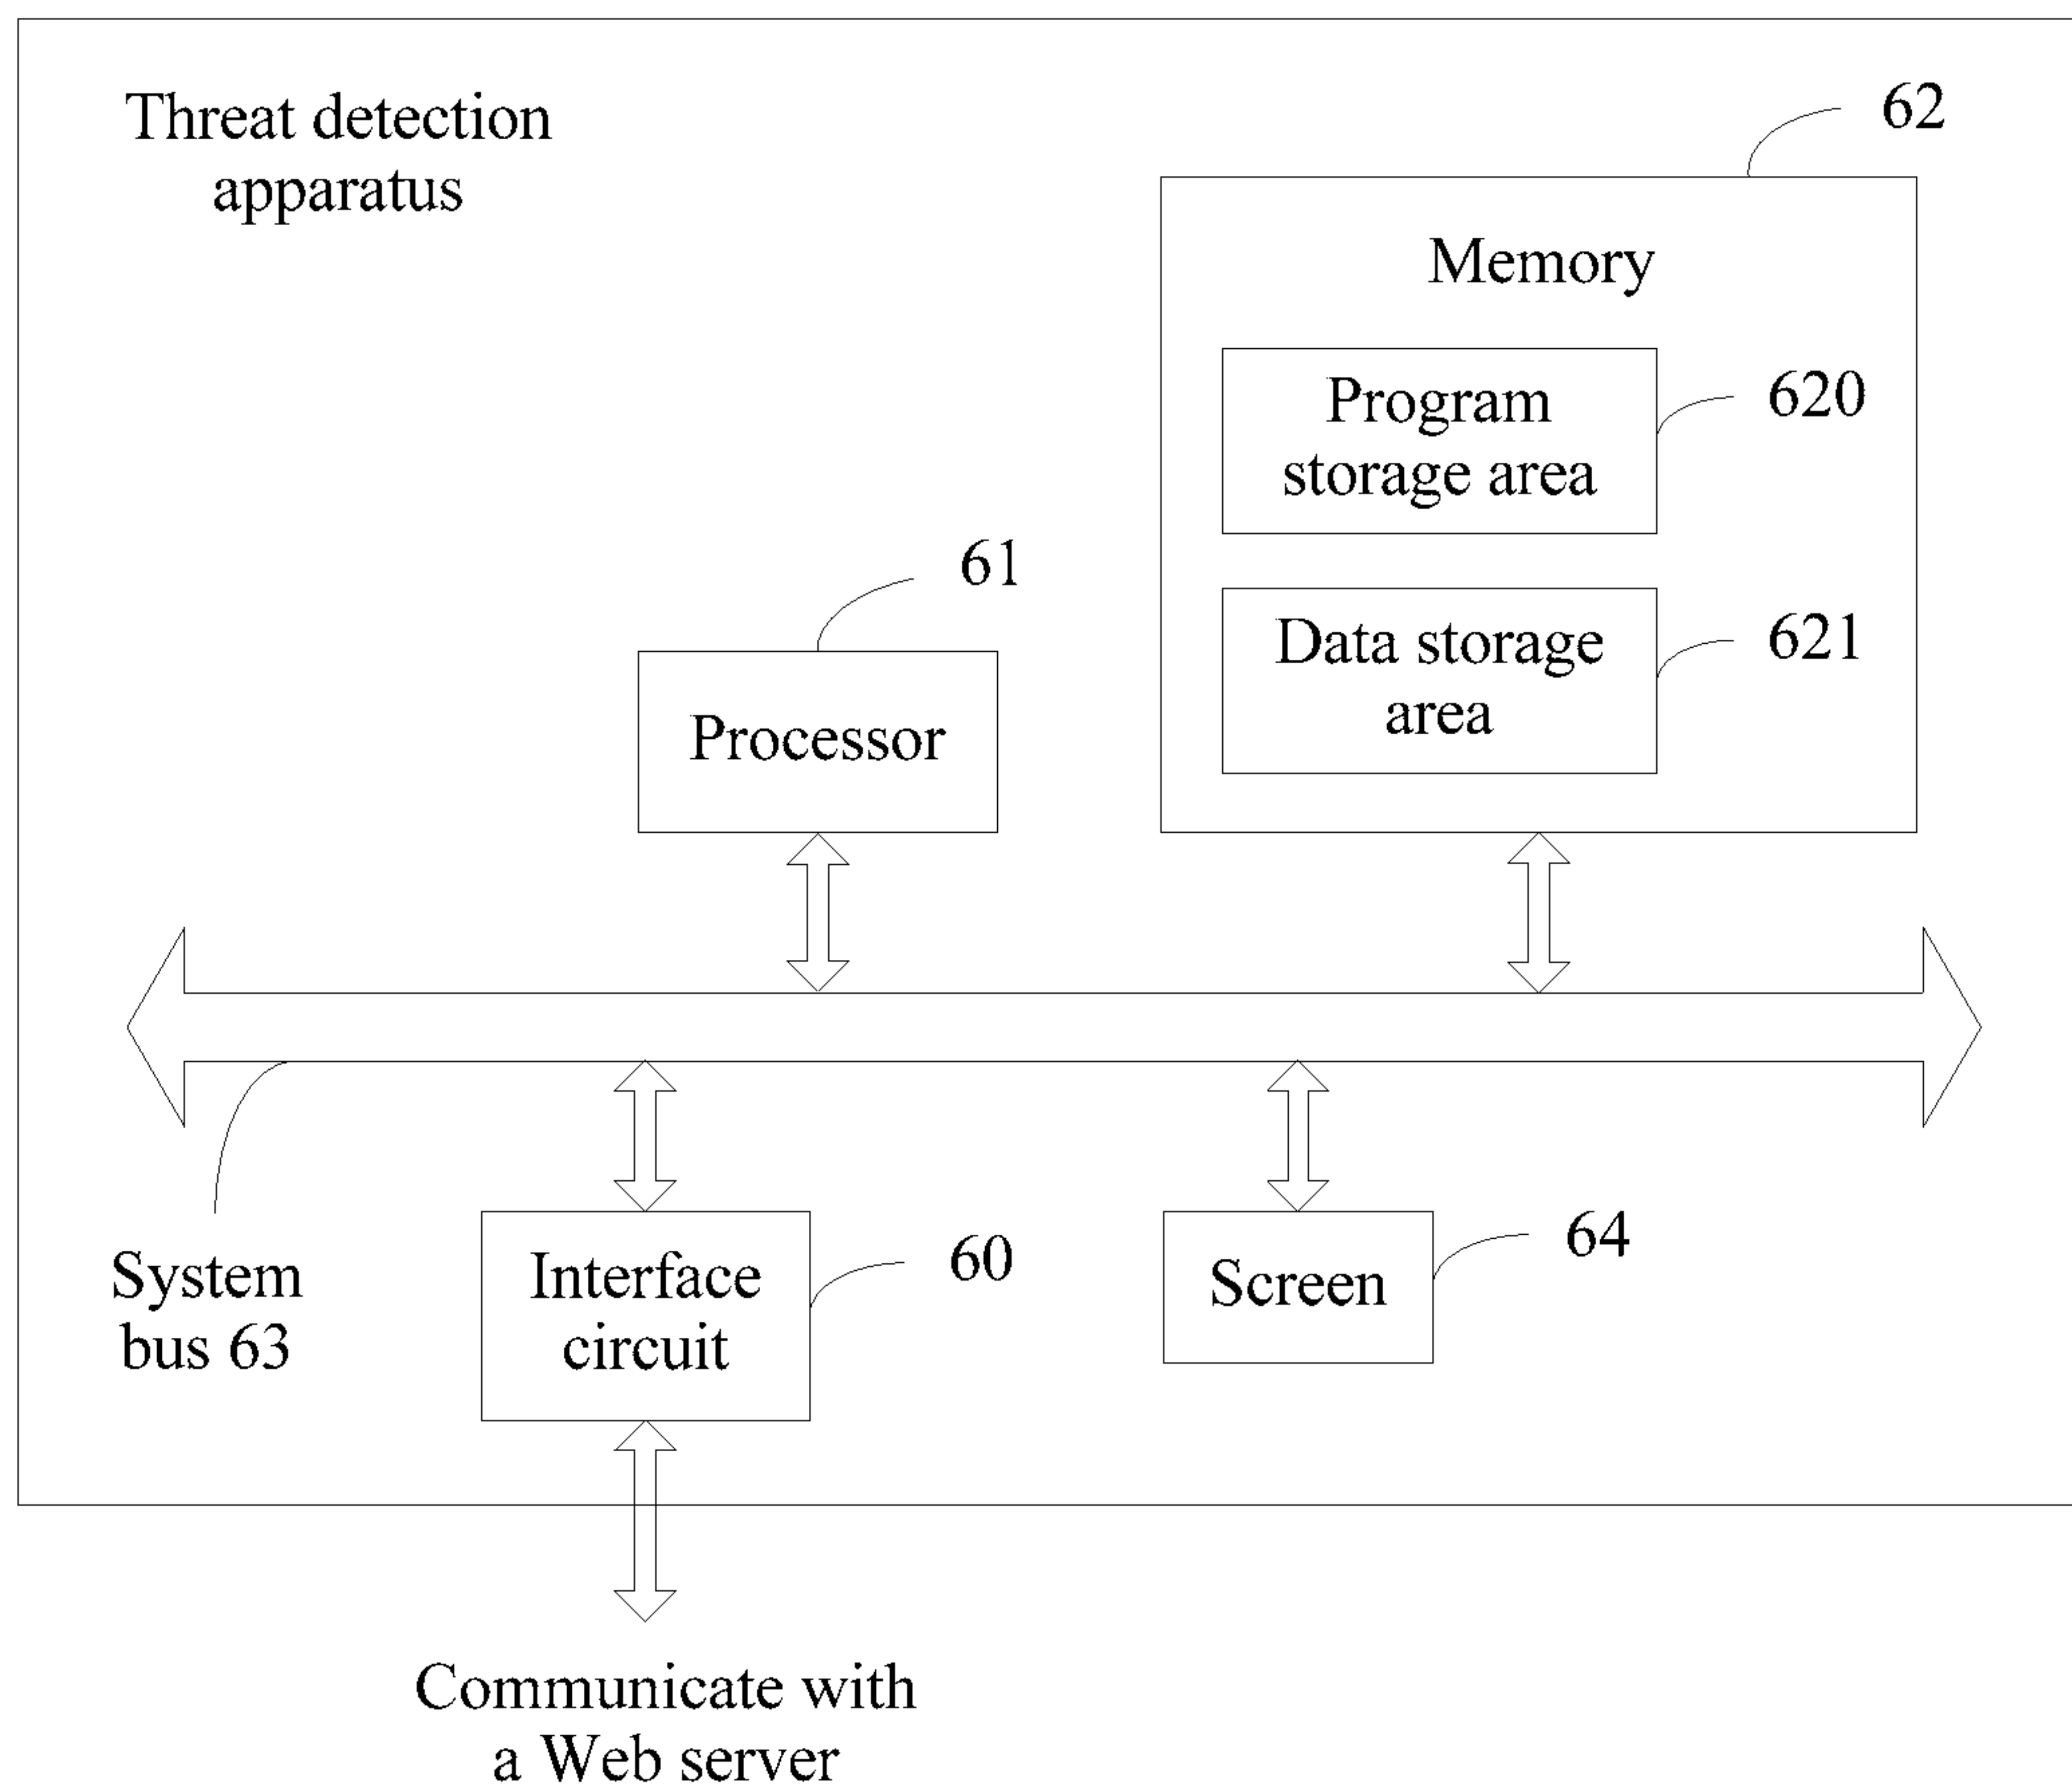 Threat detection
apparatus
62
Memory
Program
storage area
620
61
Data storage
area
621
Processor
System
bus 63
Interface
circuit
60
Screen
64
Communicate with
a Web server